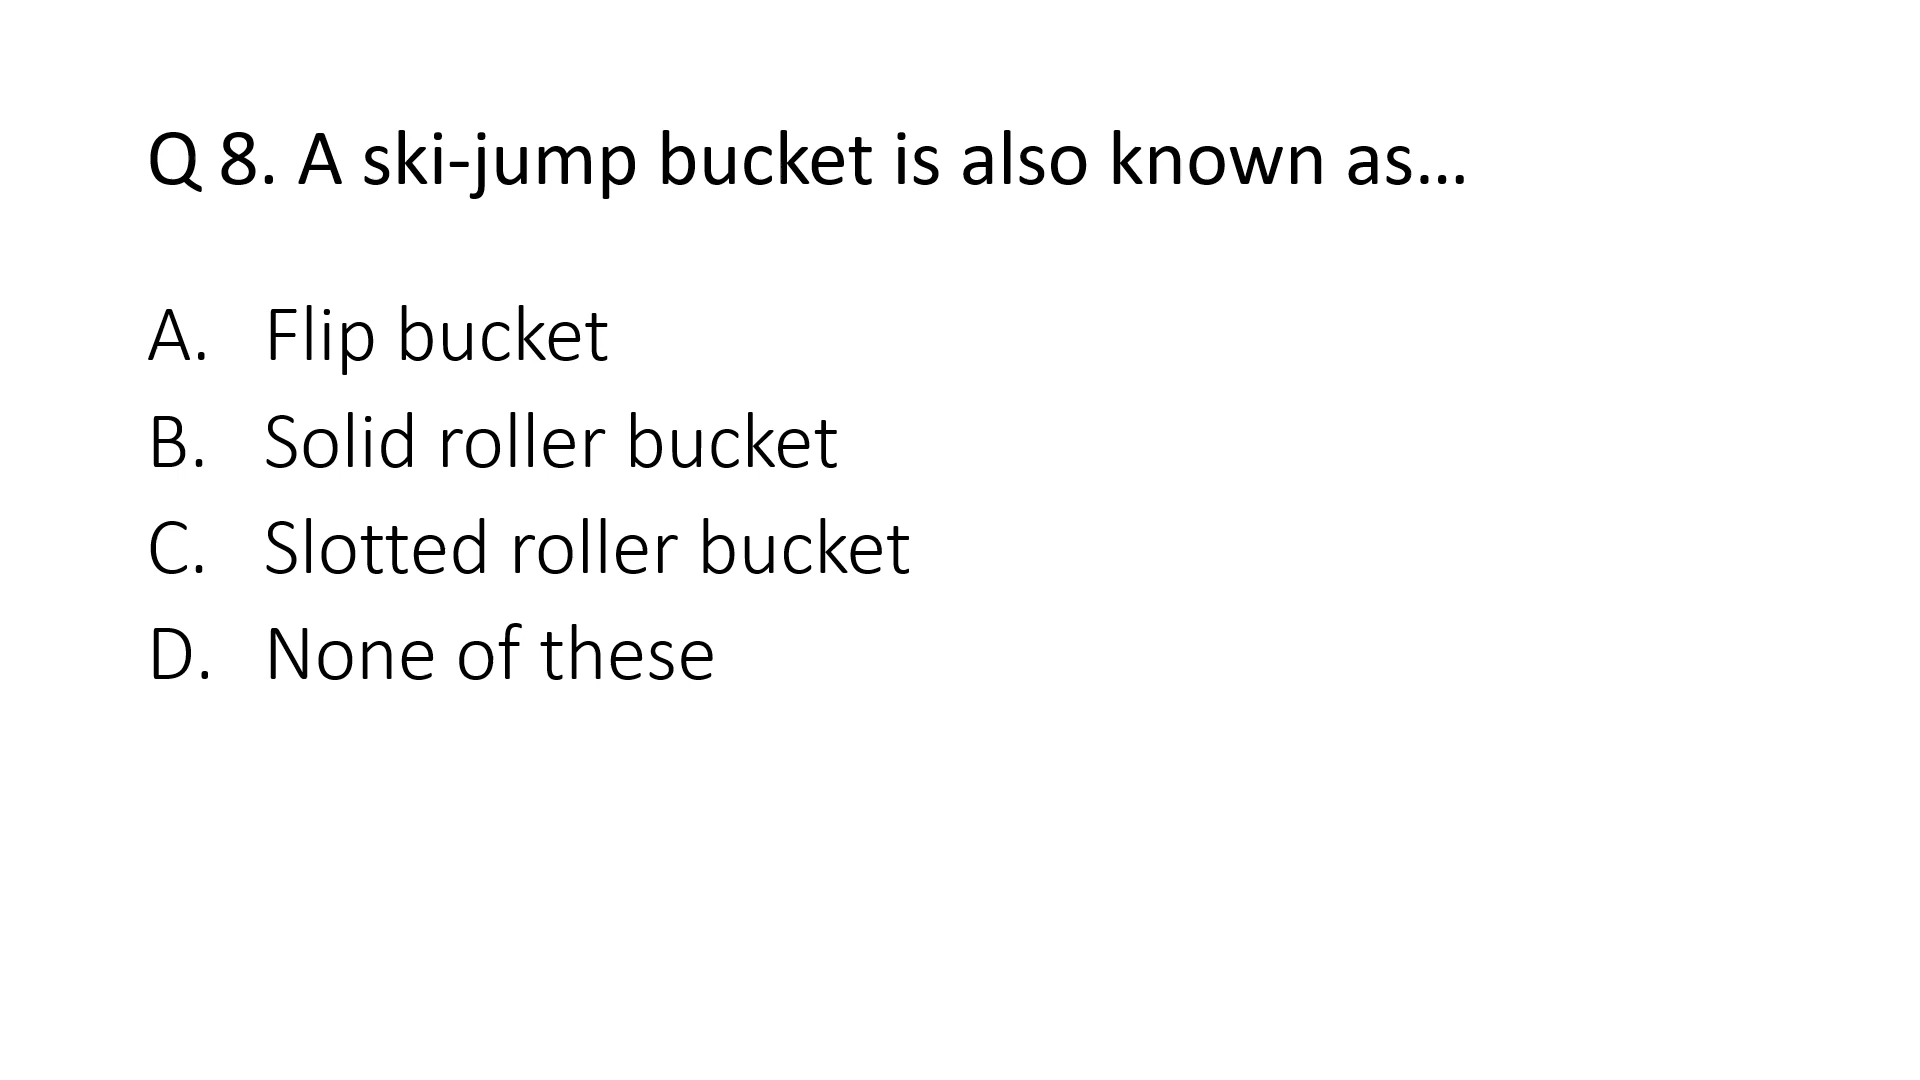 Q 8. A ski-jump bucket is also known as…
A. Flip bucket
B. Solid roller bucket
C. Slotted roller bucket
D. None of these